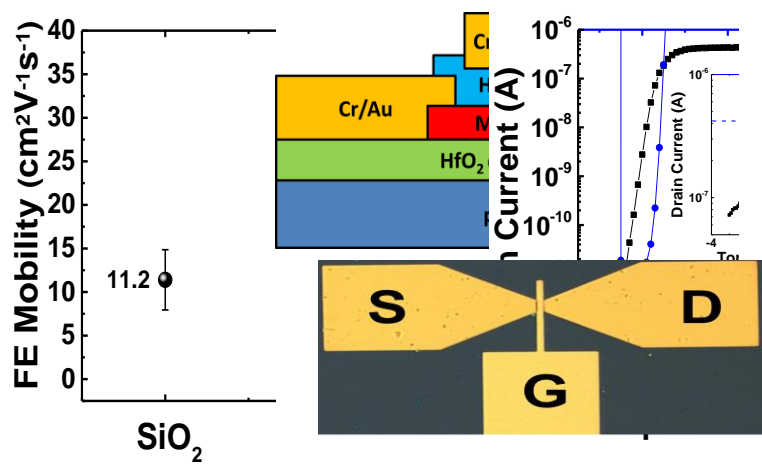 FE Mobility (cm²V⁻¹s⁻¹)
40
35
30
25
20
15
10
5
0
11.2
SiO₂
Cr/Au
HfO₂
Current (A)
10⁻⁶
10⁻⁷
10⁻⁸
10⁻⁹
10⁻¹⁰
Drain Current (A)
10⁻⁶
10⁻⁷
-4
S
D
G